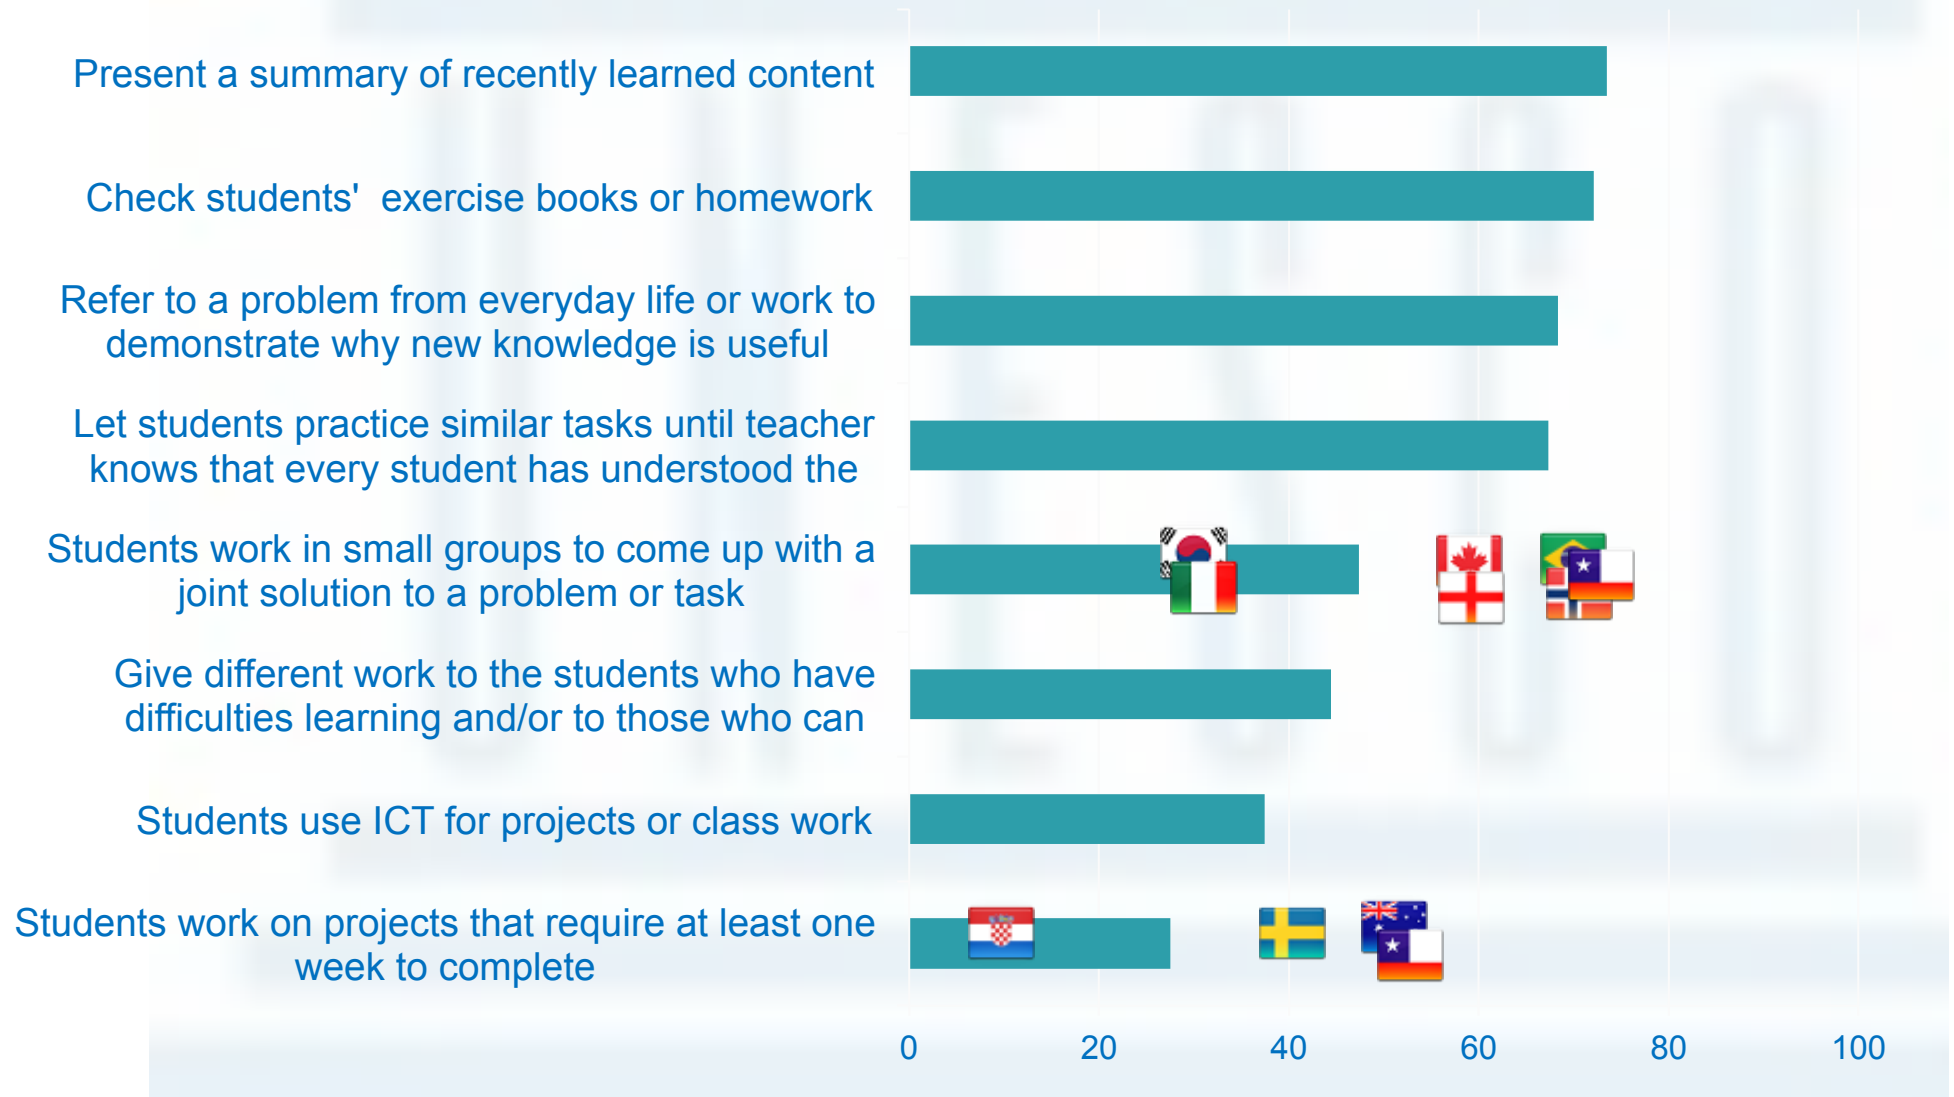 Present a summary of recently learned content
Check students'  exercise books or homework
Refer to a problem from everyday life or work to
demonstrate why new knowledge is useful
Let students practice similar tasks until teacher
knows that every student has understood the
Students work in small groups to come up with a
joint solution to a problem or task
Give different work to the students who have
difficulties learning and/or to those who can
Students use ICT for projects or class work
Students work on projects that require at least one
week to complete
0 20 40 60 80 100